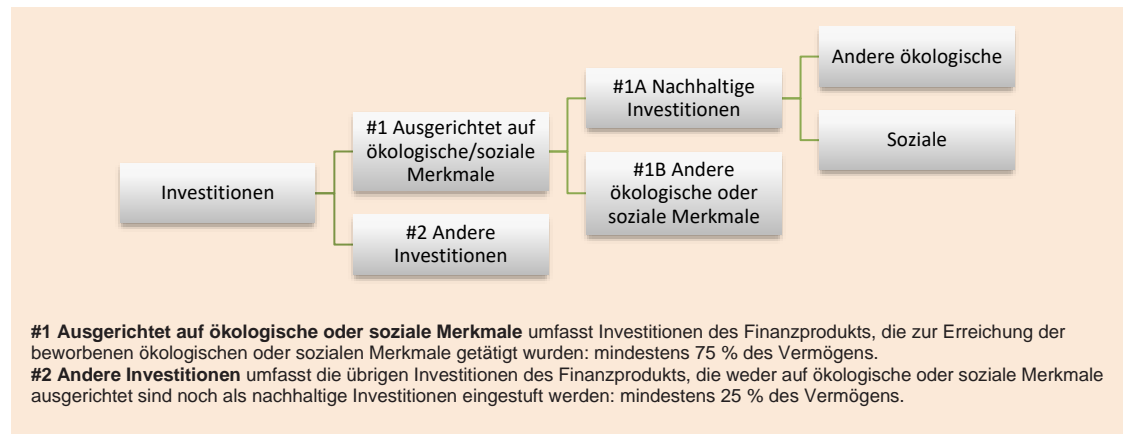 Investitionen
#1 Ausgerichtet auf
ökologische/soziale
Merkmale
#2 Andere
Investitionen
#1A Nachhaltige
Investitionen
#1B Andere
ökologische oder
soziale Merkmale
Andere ökologische
Soziale
#1 Ausgerichtet auf ökologische oder soziale Merkmale umfasst Investitionen des Finanzprodukts, die zur Erreichung der
beworbenen ökologischen oder sozialen Merkmale getätigt wurden: mindestens 75 % des Vermögens.
#2 Andere Investitionen umfasst die übrigen Investitionen des Finanzprodukts, die weder auf ökologische oder soziale Merkmale
ausgerichtet sind noch als nachhaltige Investitionen eingestuft werden: mindestens 25 % des Vermögens.